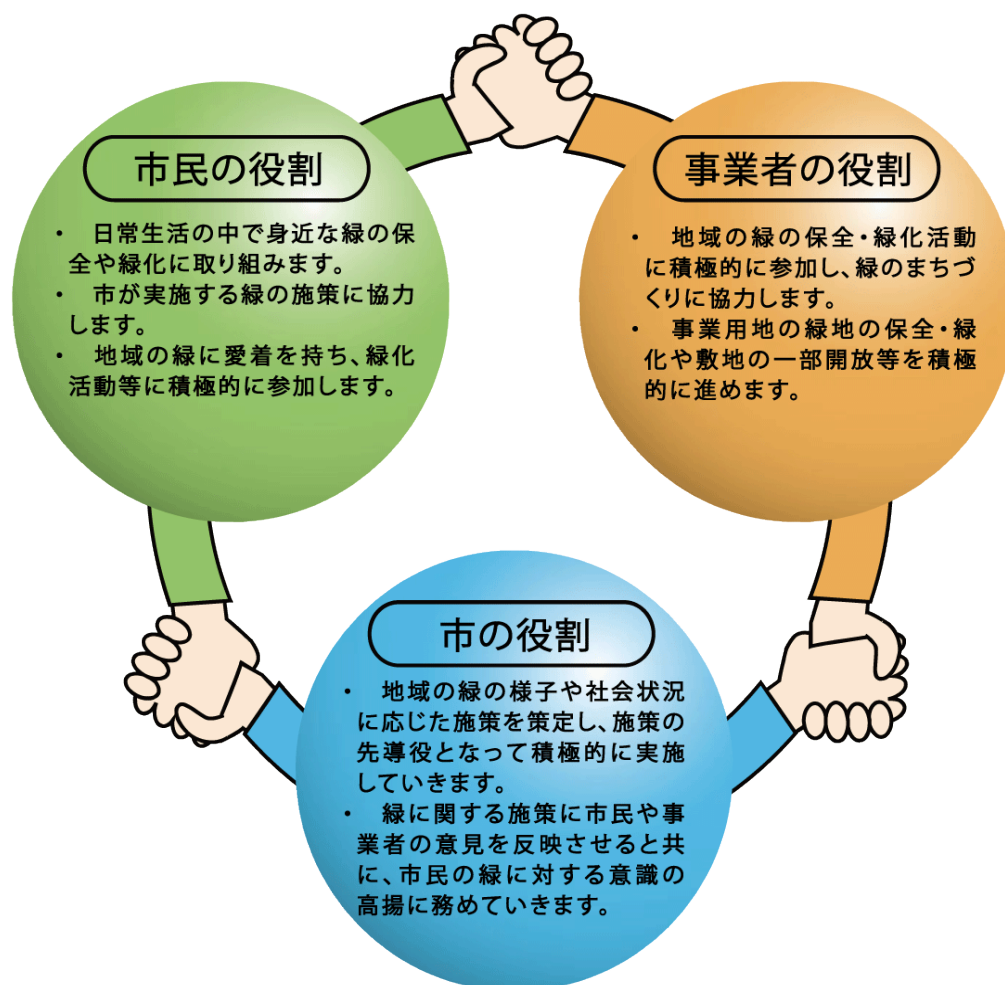 市民の役割
・　日常生活の中で身近な緑の保
全や緑化に取り組みます。
・　市が実施する緑の施策に協力
します。
・　地域の緑に愛着を持ち、緑化
活動等に積極的に参加します。
事業者の役割
・　地域の緑の保全・緑化活動
に積極的に参加し、緑のまちづ
くりに協力します。
・　事業用地の緑地の保全・緑
化や敷地の一部開放等を積極
的に進めます。
市の役割
・　地域の緑の様子や社会状況
に応じた施策を策定し、施策の
先導役となって積極的に実施
していきます。
・　緑に関する施策に市民や事
業者の意見を反映させると共
に、市民の緑に対する意識の
高揚に務めていきます。